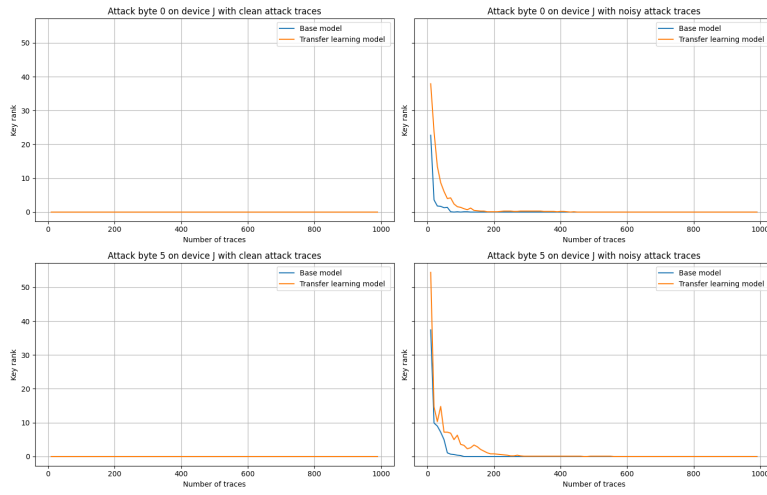 Attack byte 0 on device J with clean attack traces
Base model
Transfer learning model
50
40
30
20
10
0
Key rank
0 200 400 600 800 1000
Number of traces
Attack byte 0 on device J with noisy attack traces
Base model
Transfer learning model
Key rank
0 200 400 600 800 1000
Number of traces
Attack byte 5 on device J with clean attack traces
Base model
Transfer learning model
50
40
30
20
10
0
Key rank
0 200 400 600 800 1000
Number of traces
Attack byte 5 on device J with noisy attack traces
Base model
Transfer learning model
Key rank
0 200 400 600 800 1000
Number of traces